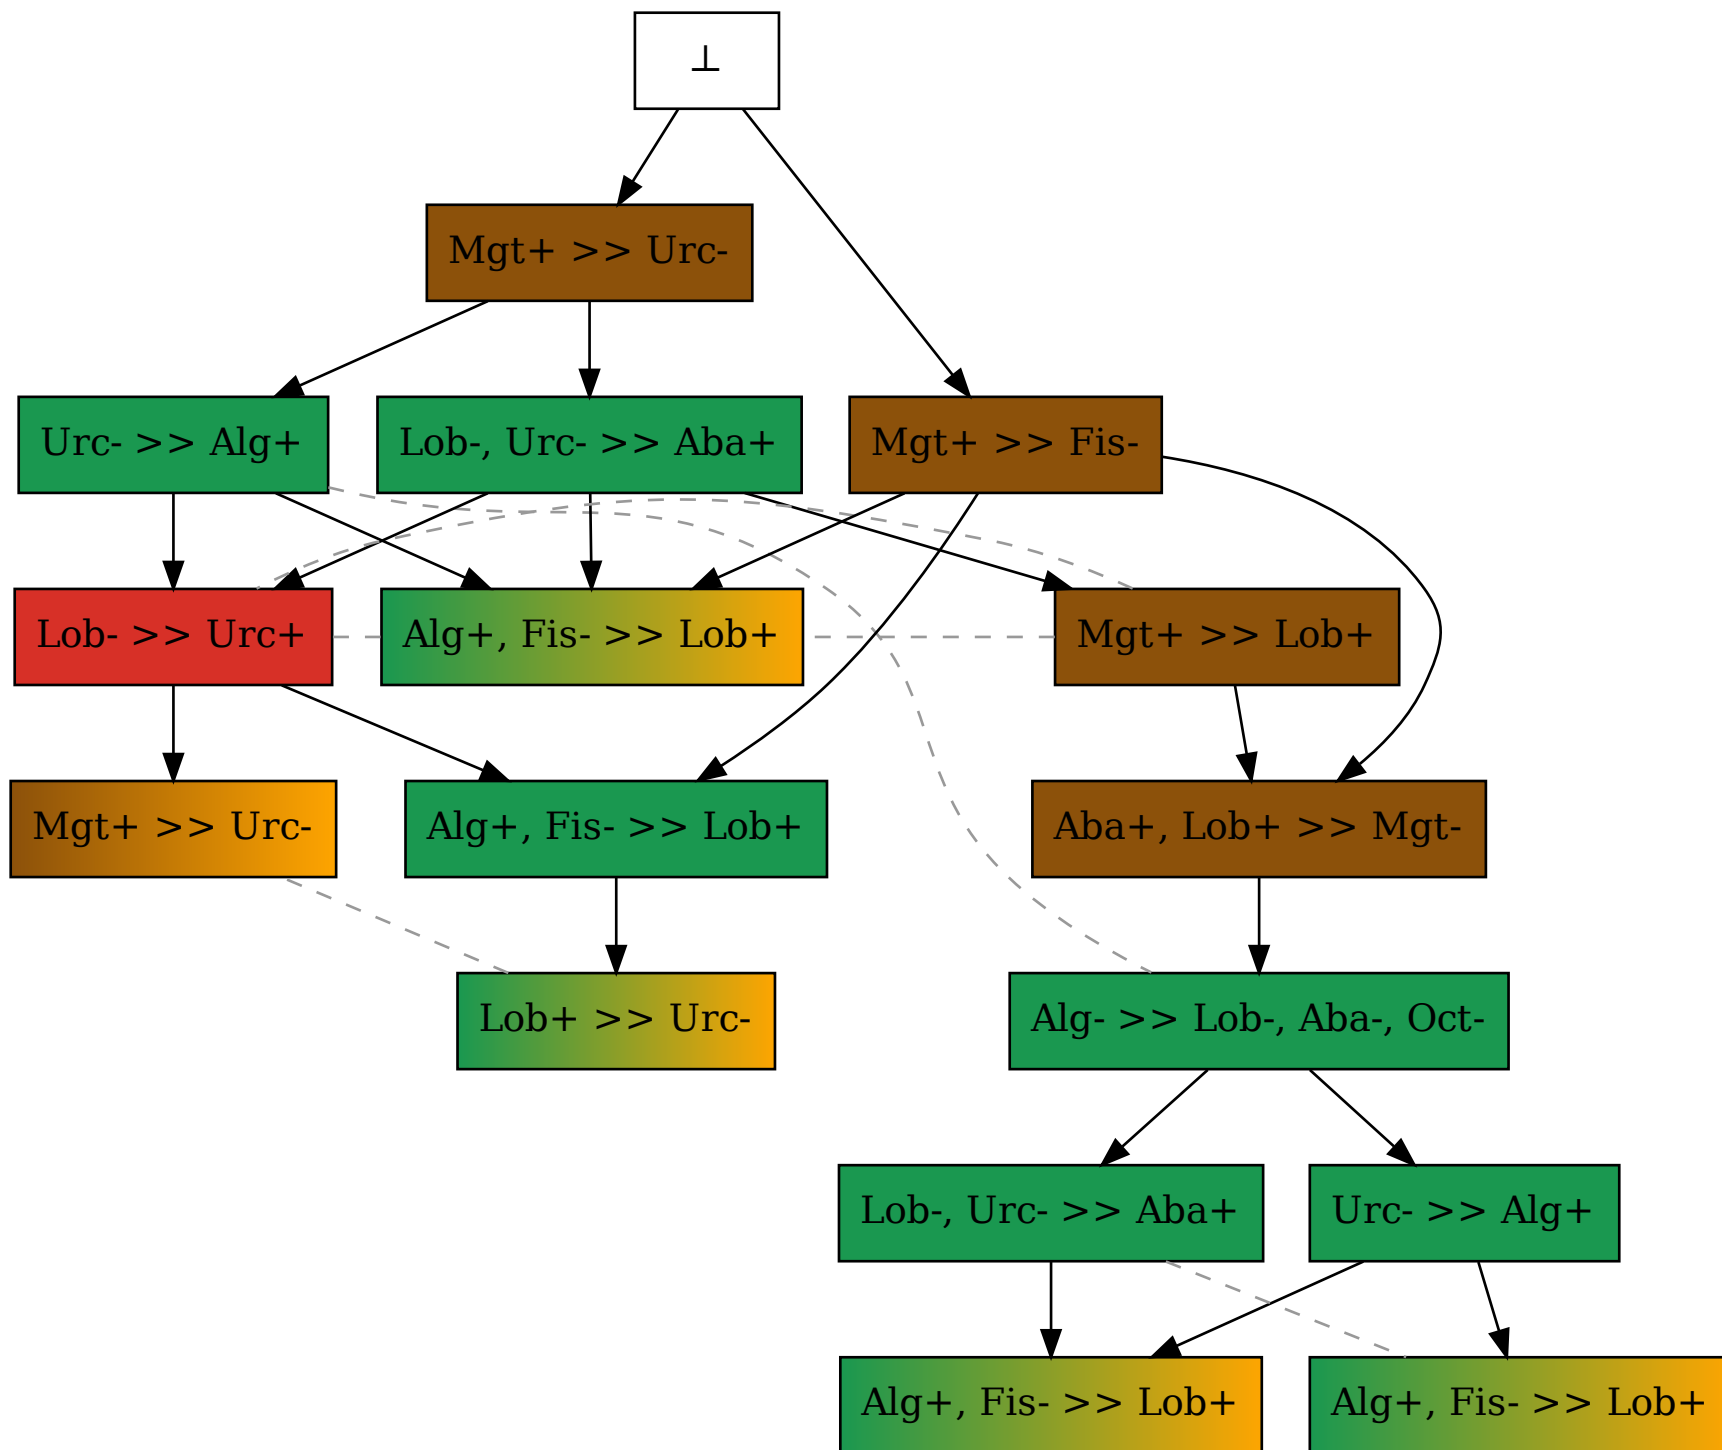 ⊥
Mgt+ >> Urc-
Urc- >> Alg+
Lob-, Urc- >> Aba+
Mgt+ >> Fis-
Lob- >> Urc+
Alg+, Fis- >> Lob+
Mgt+ >> Lob+
Mgt+ >> Urc-
Alg+, Fis- >> Lob+
Aba+, Lob+ >> Mgt-
Lob+ >> Urc-
Alg- >> Lob-, Aba-, Oct-
Lob-, Urc- >> Aba+
Urc- >> Alg+
Alg+, Fis- >> Lob+
Alg+, Fis- >> Lob+